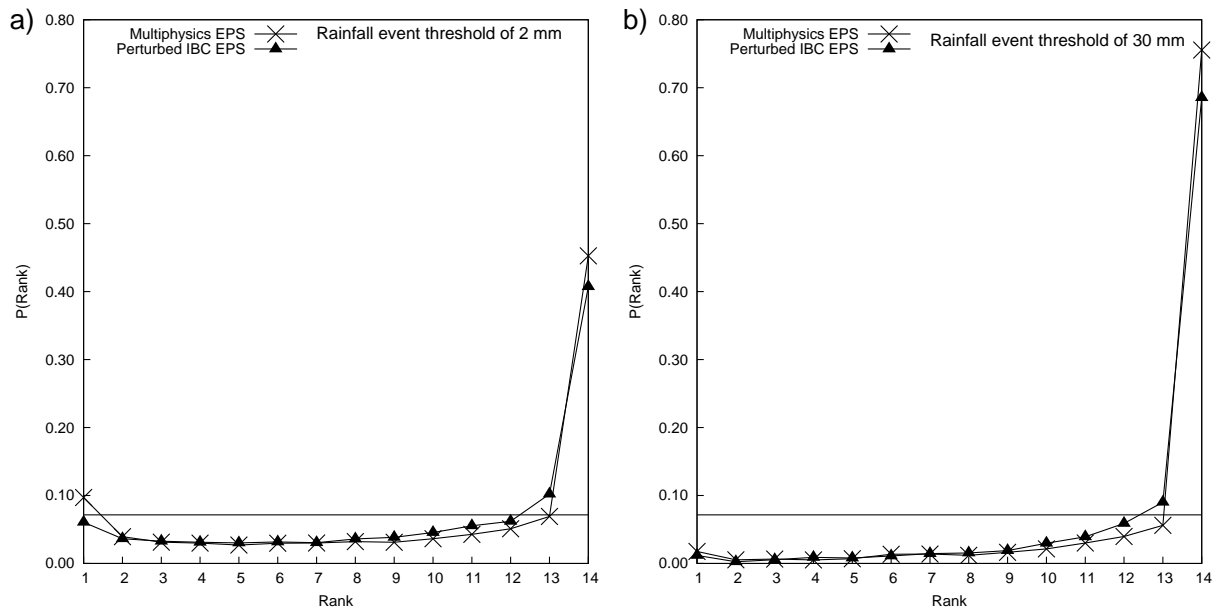 a)
Multiphysics EPS
Perturbed IBC EPS
Rainfall event threshold of 2 mm
0.80
0.70
0.60
0.50
0.40
0.30
0.20
0.10
0.00
P(Rank)
1 2 3 4 5 6 7 8 9 10 11 12 13 14
Rank
b)
Multiphysics EPS
Perturbed IBC EPS
Rainfall event threshold of 30 mm
0.80
0.70
0.60
0.50
0.40
0.30
0.20
0.10
0.00
P(Rank)
1 2 3 4 5 6 7 8 9 10 11 12 13 14
Rank